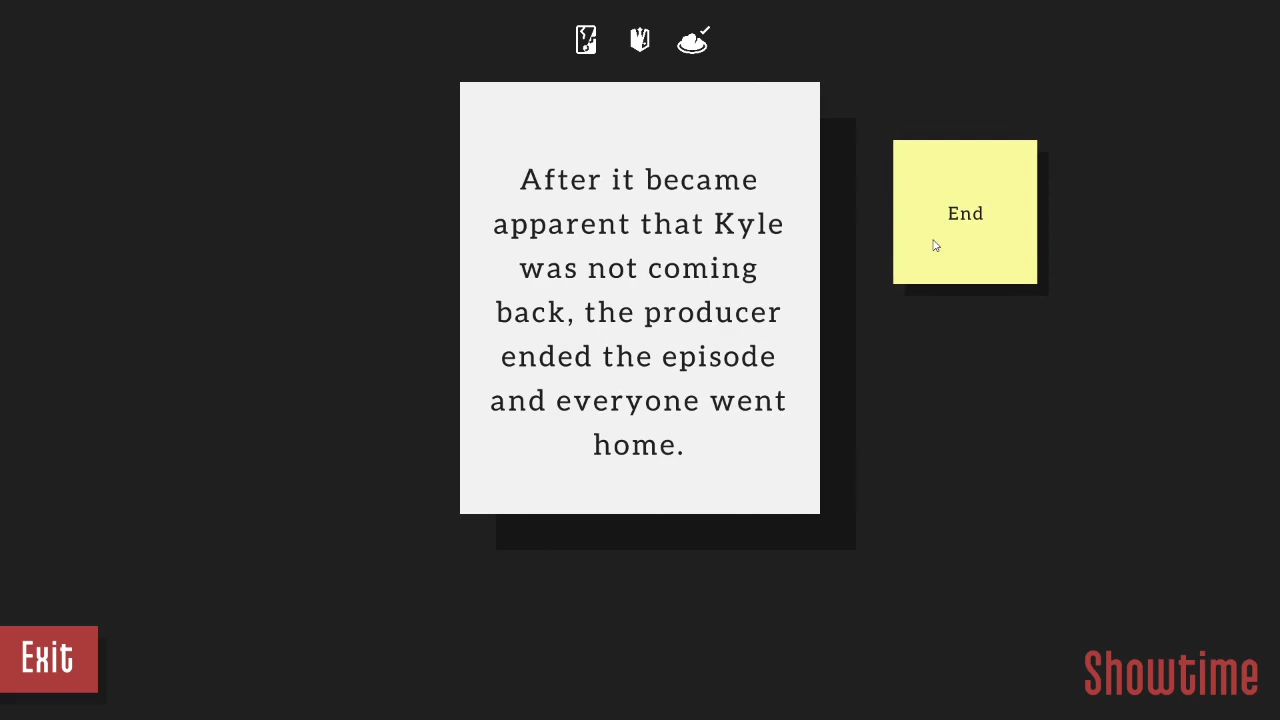 After it became
apparent that Kyle
was not coming
back, the producer
ended the episode
and everyone went
home.
End
Exit
Showtime